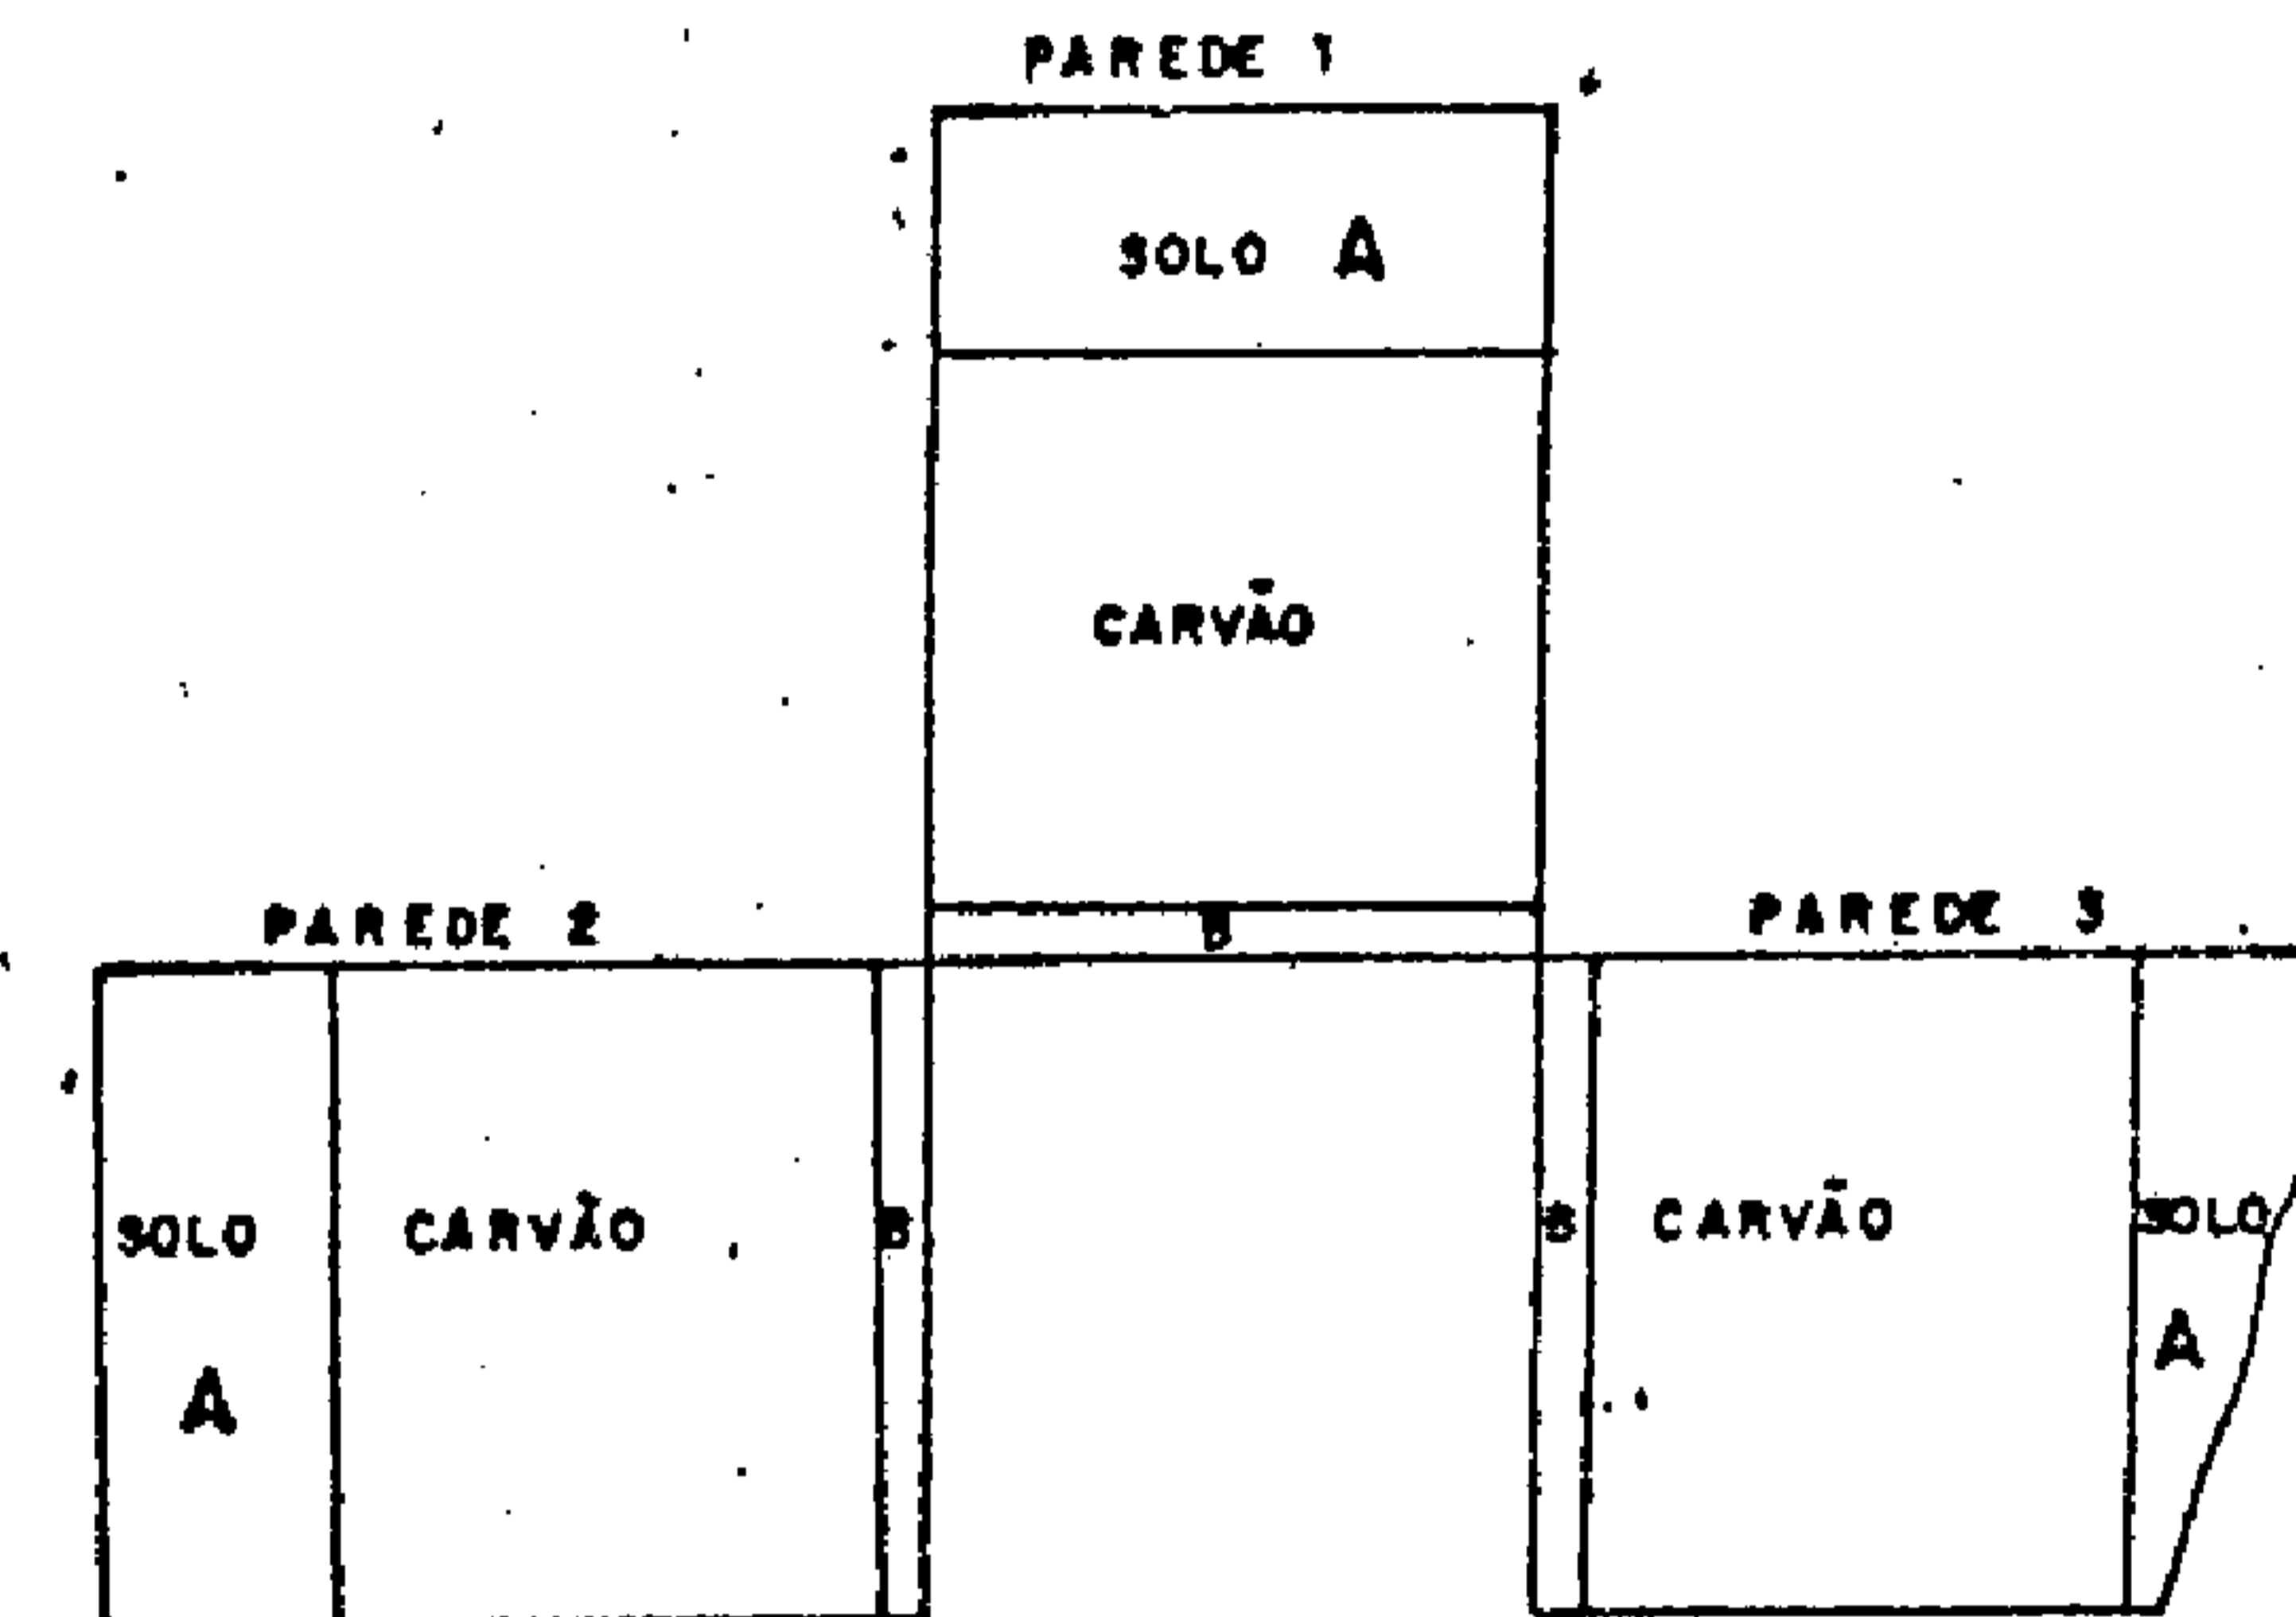 PAREDE 1
SOLO A
CARVÃO
B
PAREDE 2
PAREDE 3
SOLO
A
CARVÃO
B
B
CARVÃO
SOLO
A